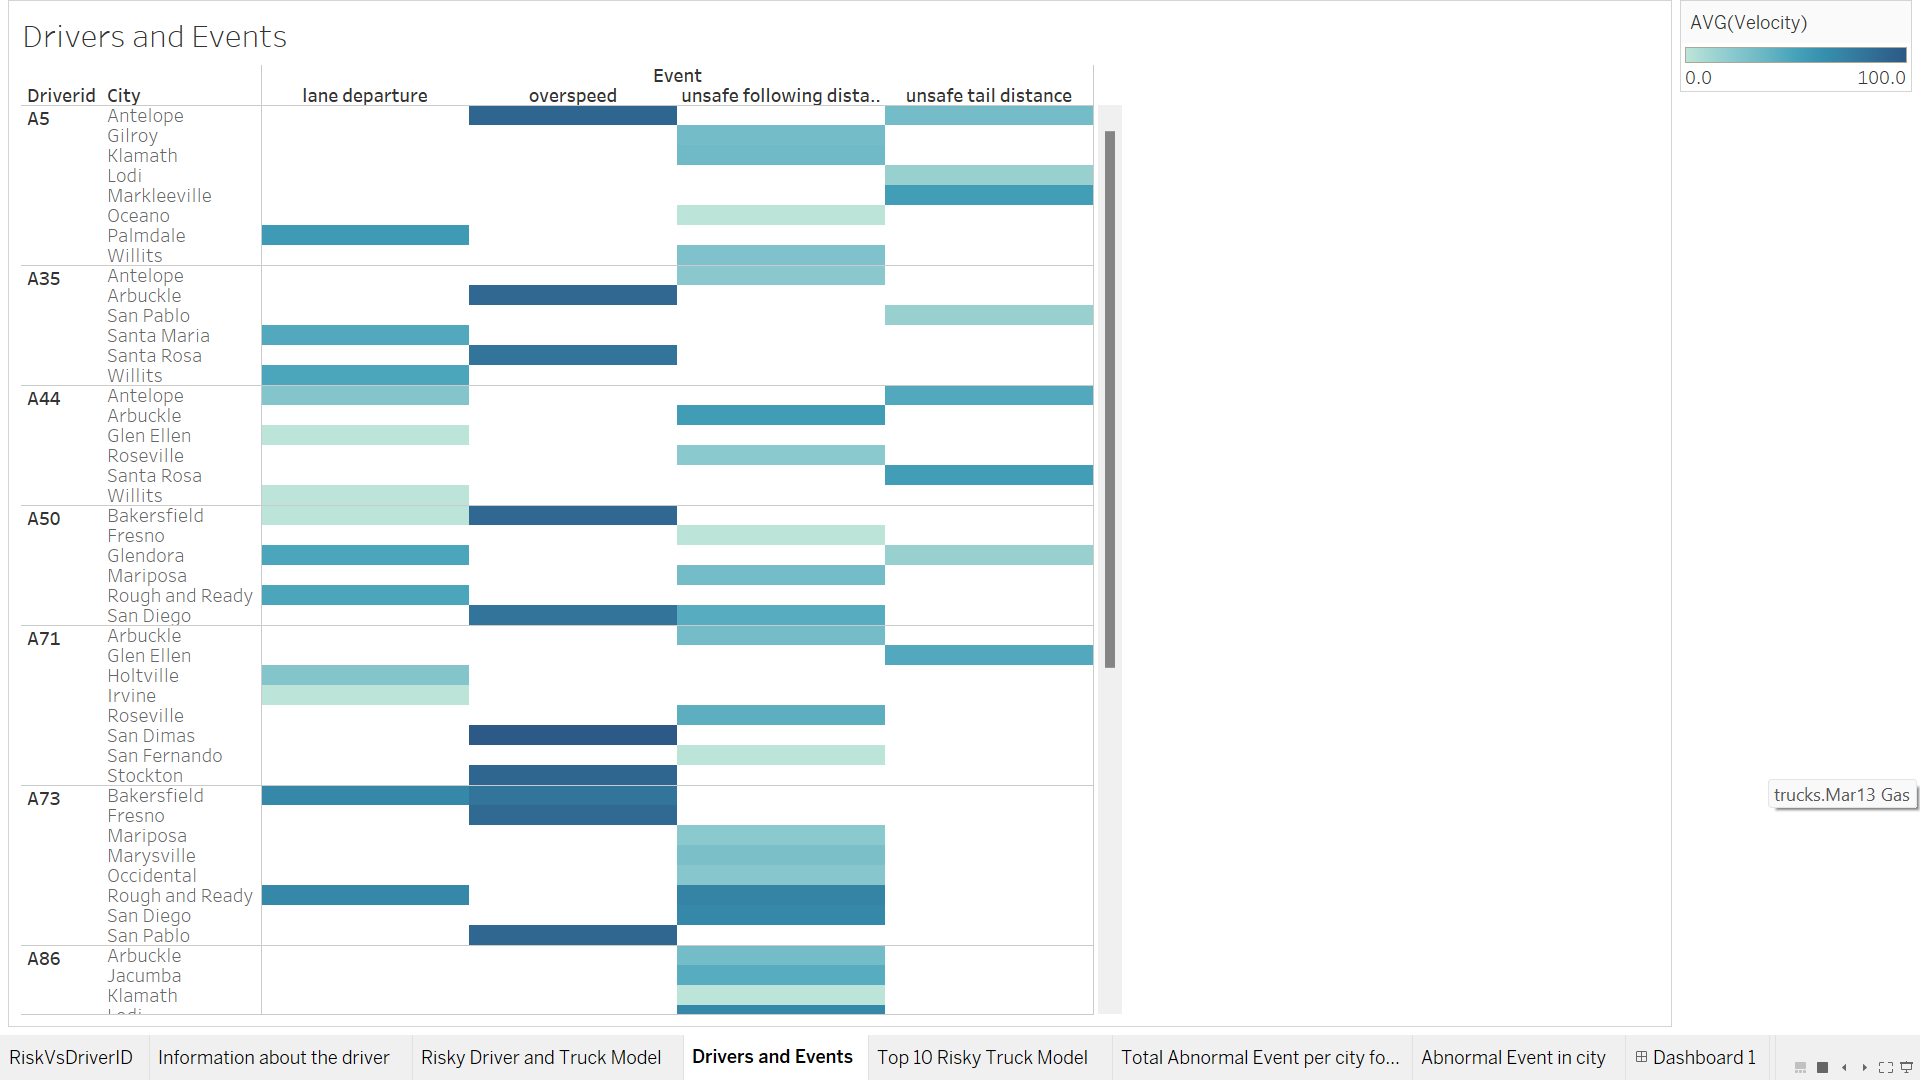 Drivers and Events
AVG(Velocity)
0.0 100.0
Event
Driverid City lane departure overspeed unsafe following dista.. unsafe tail distance
A5 Antelope
Gilroy
Klamath
Lodi
Markleeville
Oceano
Palmdale
Willits
A35 Antelope
Arbuckle
San Pablo
Santa Maria
Santa Rosa
Willits
A44 Antelope
Arbuckle
Glen Ellen
Roseville
Santa Rosa
Willits
A50 Bakersfield
Fresno
Glendora
Mariposa
Rough and Ready
San Diego
A71 Arbuckle
Glen Ellen
Holtville
Irvine
Roseville
San Dimas
San Fernando
Stockton
A73 Bakersfield
Fresno
Mariposa
Marysville
Occidental
Rough and Ready
San Diego
San Pablo
A86 Arbuckle
Jacumba
Klamath
Lodi
trucks.Mar13 Gas
RiskVsDriverID Information about the driver Risky Driver and Truck Model Drivers and Events Top 10 Risky Truck Model Total Abnormal Event per city fo... Abnormal Event in city Dashboard 1